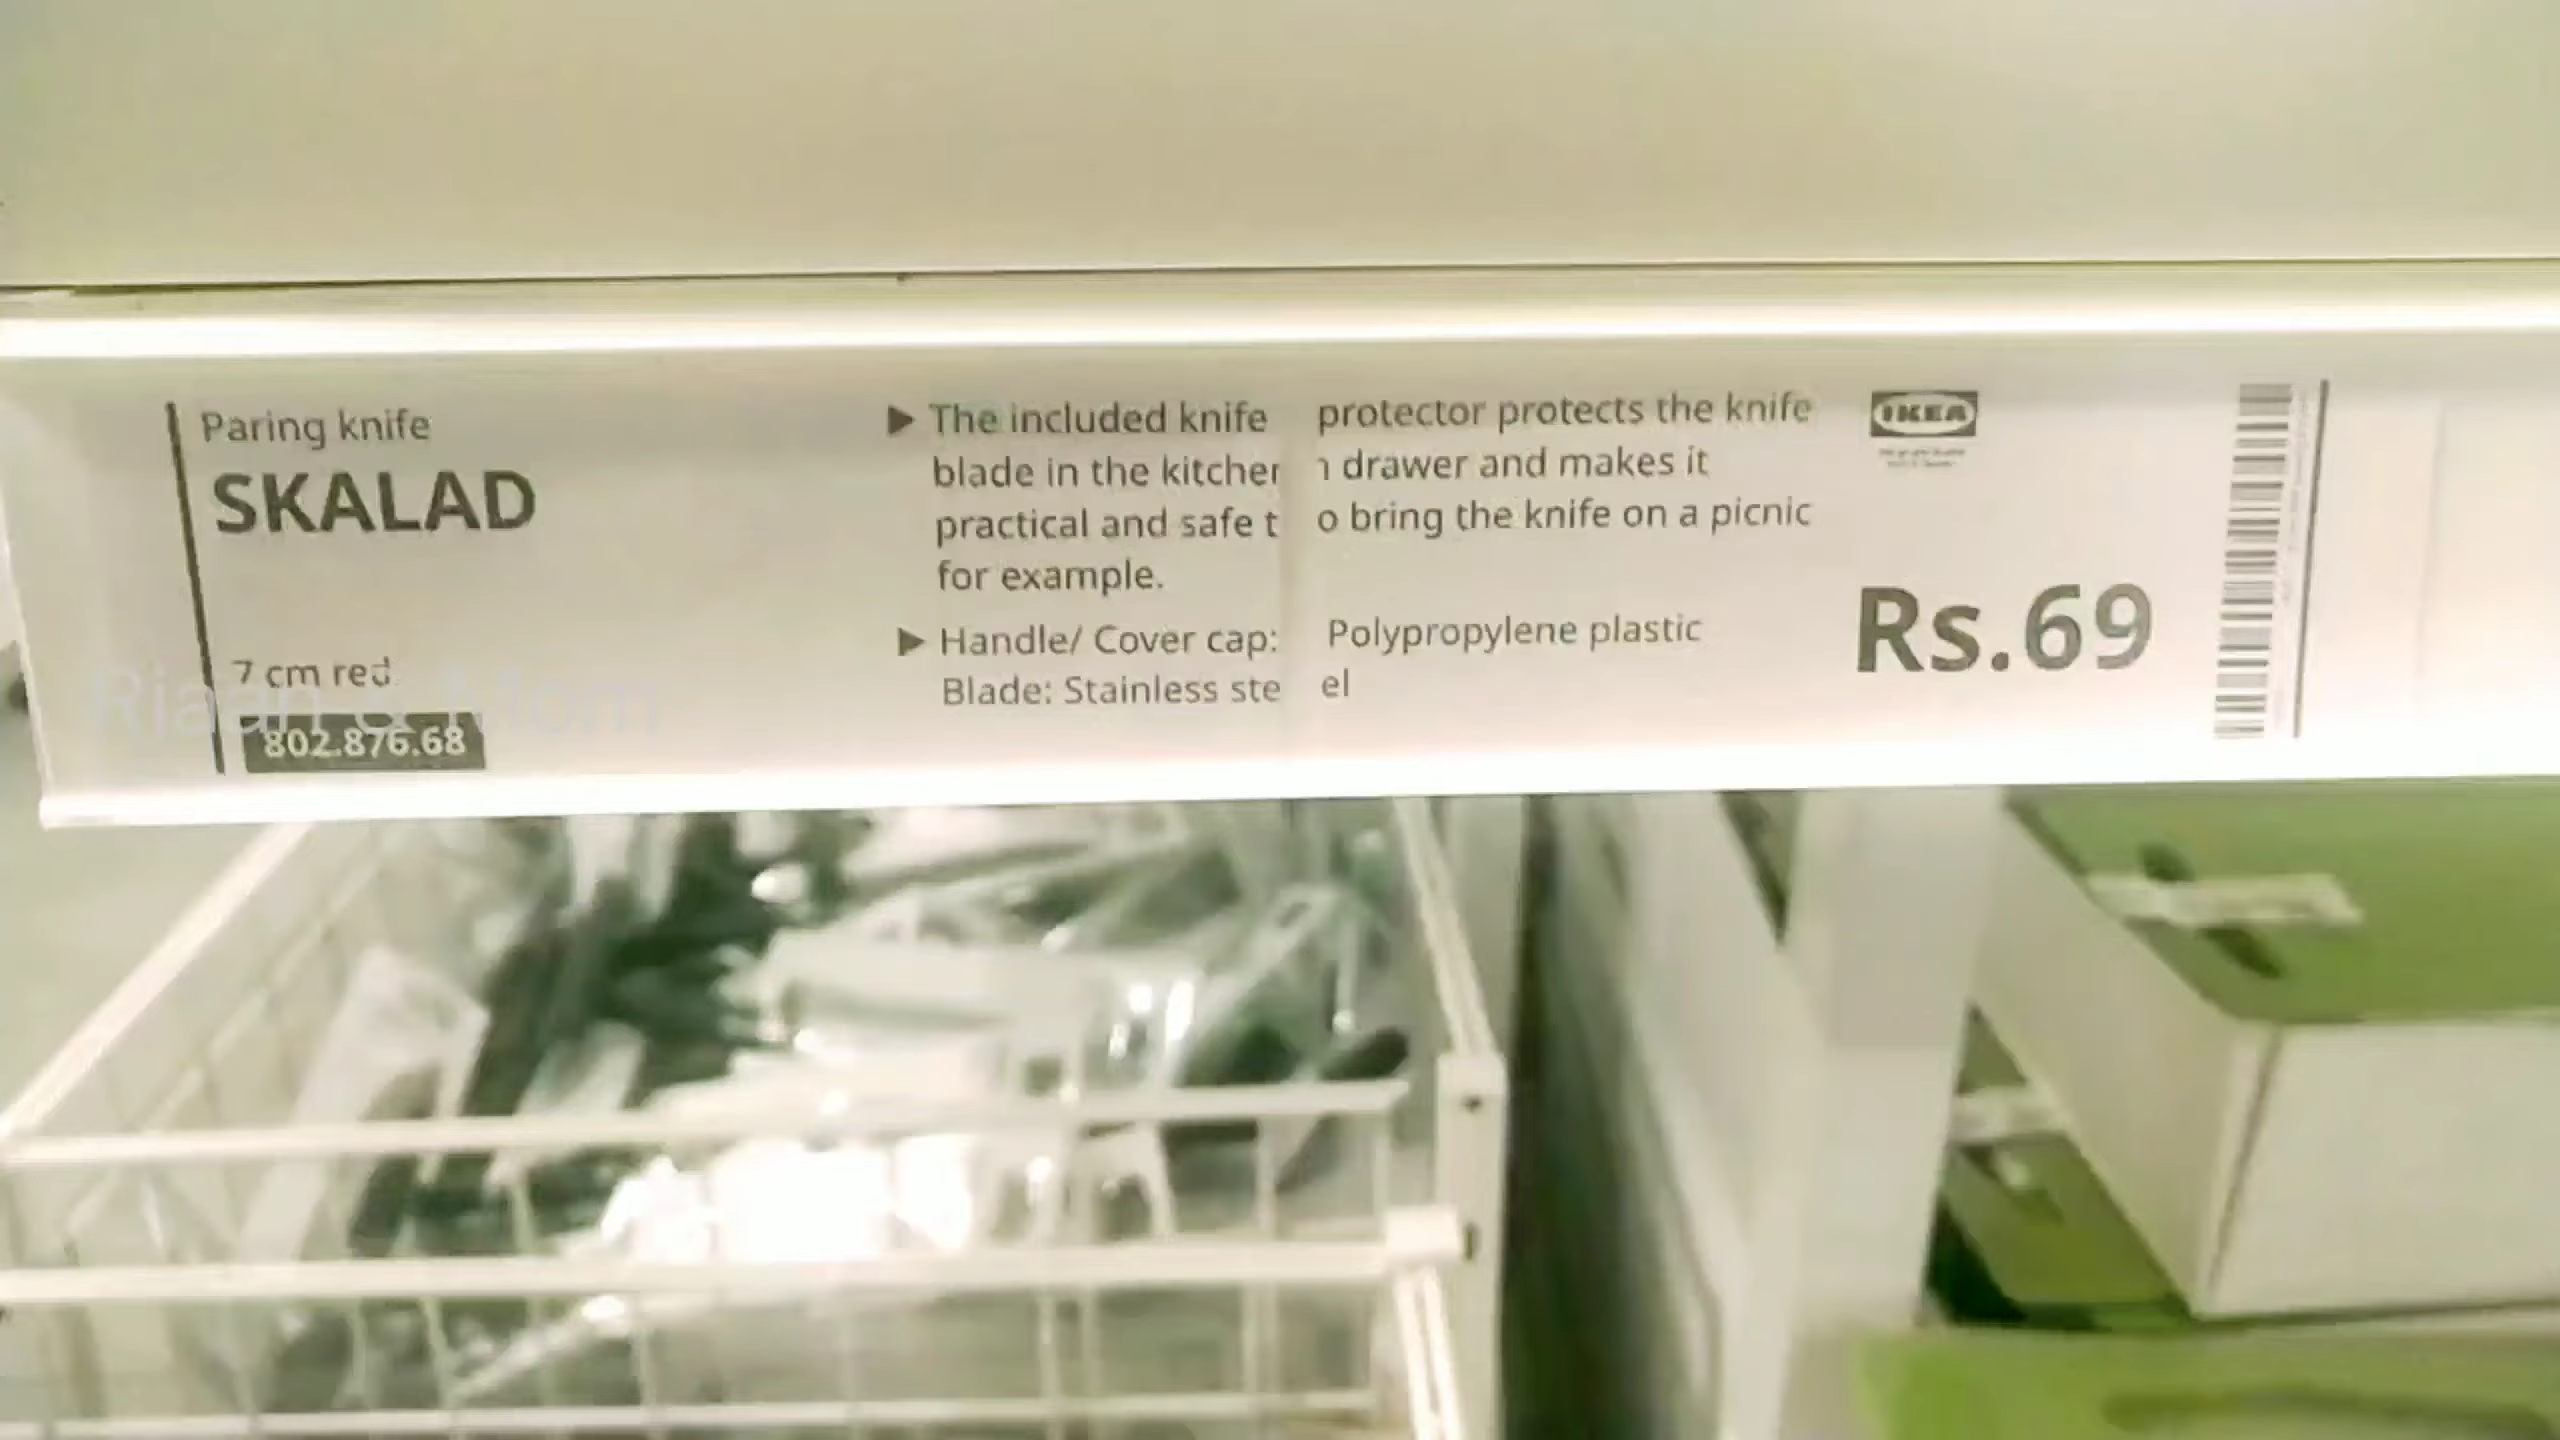 Paring knife
SKALAD
7 cm red
Riaan & Mom
802.876.68
▶ The included knife protector protects the knife
blade in the kitchen drawer and makes it
practical and safe to bring the knife on a picnic
for example.
▶ Handle/ Cover cap: Polypropylene plastic
Blade: Stainless steel
IKEA
Rs.69